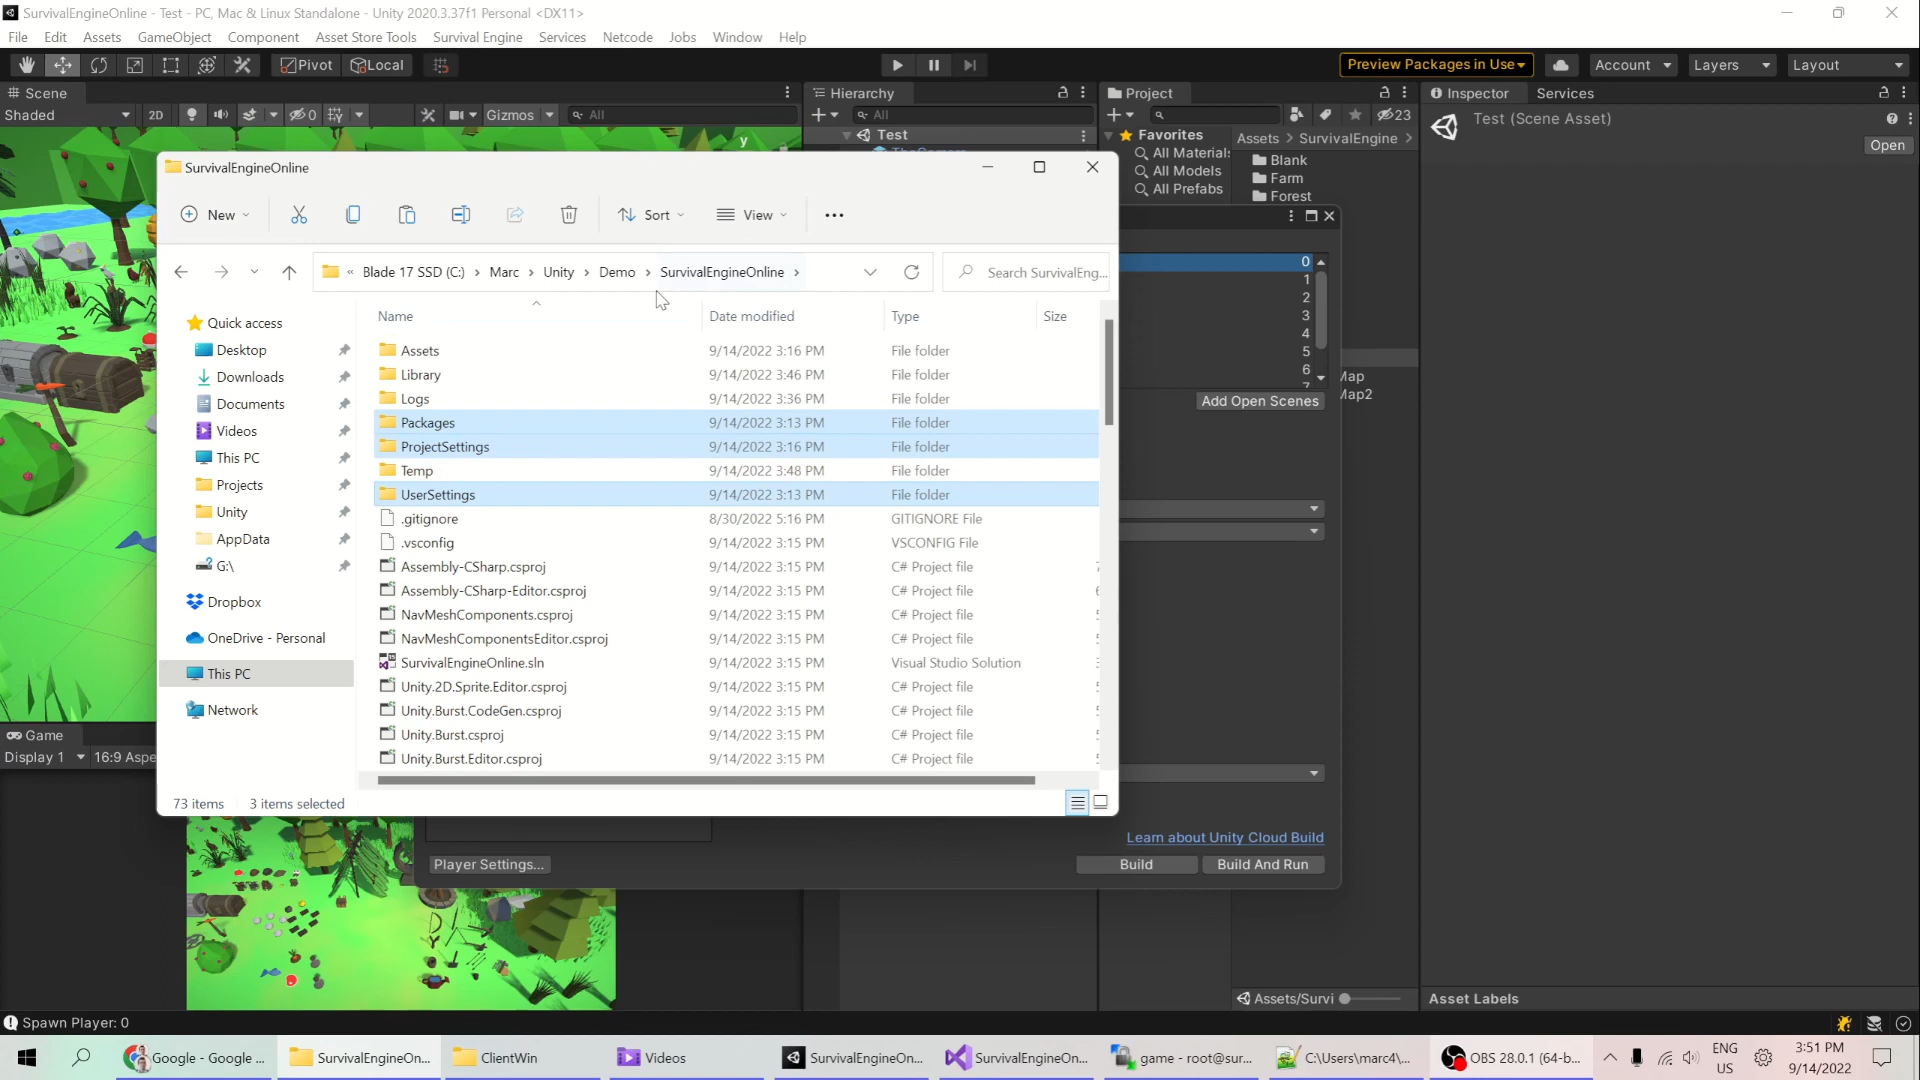 SurvivalEngineOnline - Test - PC, Mac & Linux Standalone - Unity 2020.3.37f1 Personal <DX11>
File Edit Assets GameObject Component Asset Store Tools Survival Engine Services Netcode Jobs Window Help
Pivot Local Preview Packages in Use Account Layers Layout
Scene Hierarchy Project Inspector Services
Shaded 2D 0 Gizmos All All 23
Test
Favorites
All Materials
All Models
All Prefabs
Assets > SurvivalEngine >
Blank
Farm
Forest
Test (Scene Asset)
Open
SurvivalEngineOnline
New Sort View
« Blade 17 SSD (C:) > Marc > Unity > Demo > SurvivalEngineOnline >
Search SurvivalEng...
Name Date modified Type Size
Quick access
Desktop
Downloads
Documents
Videos
This PC
Projects
Unity
AppData
G:\
Dropbox
OneDrive - Personal
This PC
Network
Assets 9/14/2022 3:16 PM File folder
Library 9/14/2022 3:46 PM File folder
Logs 9/14/2022 3:36 PM File folder
Packages 9/14/2022 3:13 PM File folder
ProjectSettings 9/14/2022 3:16 PM File folder
Temp 9/14/2022 3:48 PM File folder
UserSettings 9/14/2022 3:13 PM File folder
.gitignore 8/30/2022 5:16 PM GITIGNORE File
.vsconfig 9/14/2022 3:15 PM VSCONFIG File
Assembly-CSharp.csproj 9/14/2022 3:15 PM C# Project file
Assembly-CSharp-Editor.csproj 9/14/2022 3:15 PM C# Project file
NavMeshComponents.csproj 9/14/2022 3:15 PM C# Project file
NavMeshComponentsEditor.csproj 9/14/2022 3:15 PM C# Project file
SurvivalEngineOnline.sln 9/14/2022 3:15 PM Visual Studio Solution
Unity.2D.Sprite.Editor.csproj 9/14/2022 3:15 PM C# Project file
Unity.Burst.CodeGen.csproj 9/14/2022 3:15 PM C# Project file
Unity.Burst.csproj 9/14/2022 3:15 PM C# Project file
Unity.Burst.Editor.csproj 9/14/2022 3:15 PM C# Project file
73 items 3 items selected
0
1
2
3
4
5
6
7
Map
Map2
Add Open Scenes
Game
Display 1 16:9 Aspe
Learn about Unity Cloud Build
Player Settings... Build Build And Run
Assets/Survi
Asset Labels
Spawn Player: 0
Google - Google ... SurvivalEngineOn... ClientWin Videos SurvivalEngineOn... SurvivalEngineOn... game - root@sur... C:\Users\marc4\... OBS 28.0.1 (64-b...
ENG
US
3:51 PM
9/14/2022